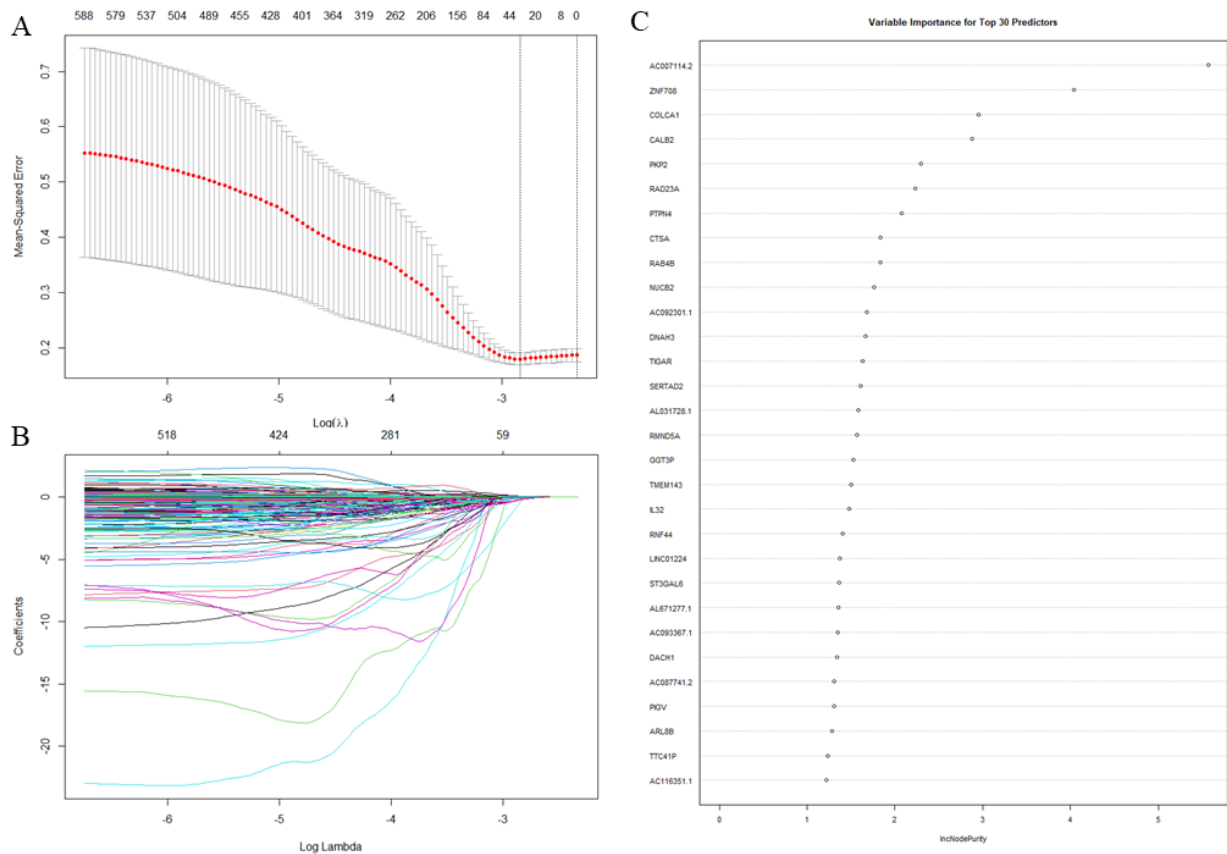 A
588 579 537 504 489 455 428 401 364 319 262 206 156 84 44 20 8 0
Mean-Squared Error
0.7
0.6
0.5
0.4
0.3
0.2
-6 -5 -4 -3
Log(λ)
B
518 424 281 59
Coefficients
0
-5
-10
-15
-20
-6 -5 -4 -3
Log Lambda
C
Variable Importance for Top 30 Predictors
AC007114.2
ZNF708
COLCA1
CALB2
PKP2
RAD23A
PTPN4
CTSA
RAB4B
NUCB2
AC092301.1
DNAH3
TIGAR
SERTAD2
AL031728.1
RMND5A
GGT3P
TMEM143
IL32
RNF44
LINC01224
ST3GAL6
AL671277.1
AC093367.1
DACH1
AC087741.2
PIGV
ARL8B
TTC41P
AC116351.1
0 1 2 3 4 5
IncNodePurity